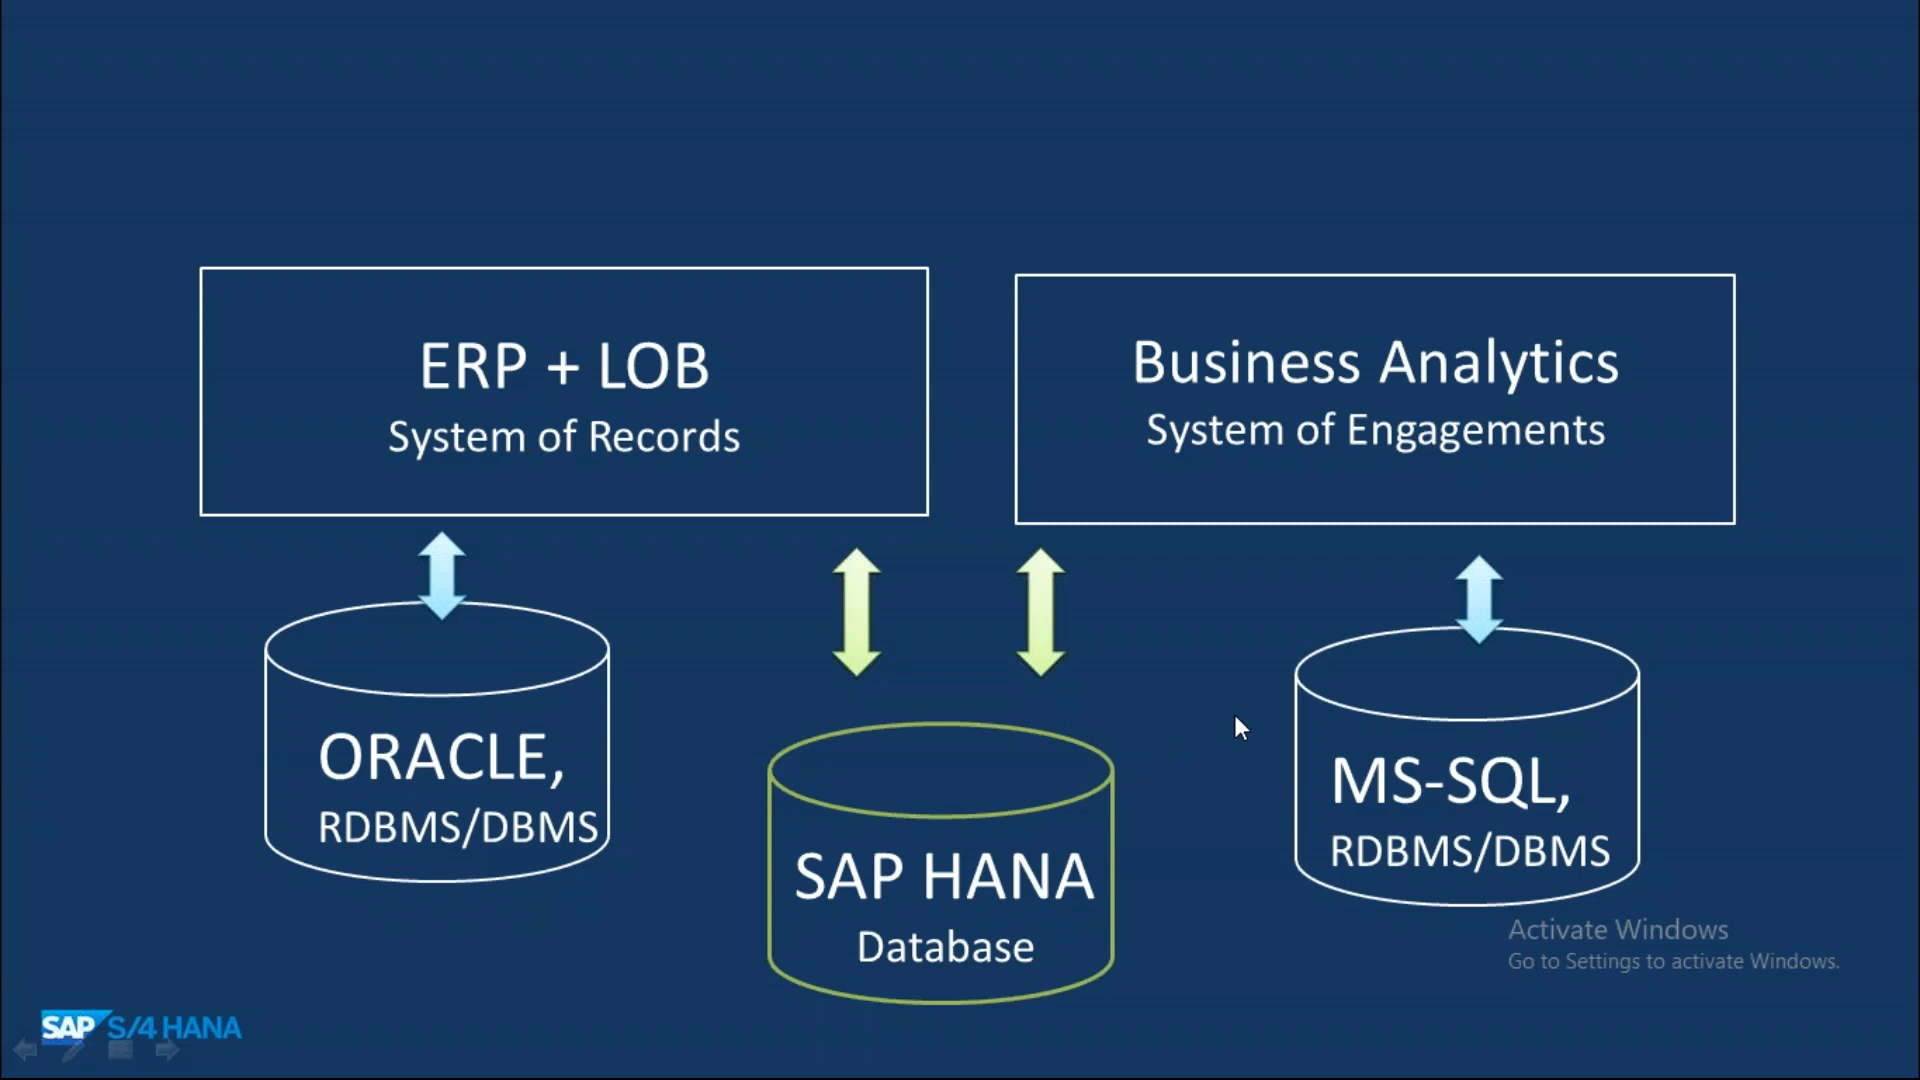 ERP + LOB
System of Records
Business Analytics
System of Engagements
ORACLE,
RDBMS/DBMS
SAP HANA
Database
MS-SQL,
RDBMS/DBMS
Activate Windows
Go to Settings to activate Windows.
SAP S/4 HANA